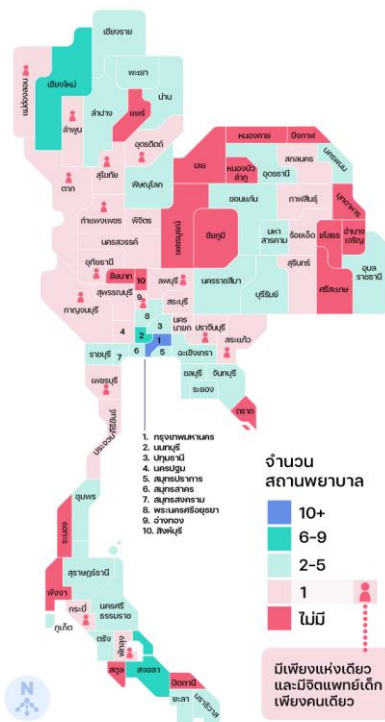 เชียงราย
เชียงใหม่
พะเยา
แม่ฮ่องสอน
น่าน
ลำปาง
แพร่
ลำพูน
อุตรดิตถ์
สุโขทัย
ตาก
พิษณุโลก
กำแพงเพชร
พิจิตร
เพชรบูรณ์
นครสวรรค์
อุทัยธานี
ชัยนาท
หนองคาย
บึงกาฬ
เลย
หนองบัว
ลำภู
อุดรธานี
สกลนคร
นครพนม
ขอนแก่น
กาฬสินธุ์
มุกดาหาร
ชัยภูมิ
มหา
สารคาม
ร้อยเอ็ด
ยโสธร
อำนาจ
เจริญ
อุบล
ราชธานี
สุรินทร์
ศรีสะเกษ
บุรีรัมย์
นครราชสีมา
ลพบุรี
10
9
สุพรรณบุรี
สระบุรี
กาญจนบุรี
8
นคร
นายก
ปราจีนบุรี
สระแก้ว
3
4
2
1
5
6
7
ฉะเชิงเทรา
ราชบุรี
ชลบุรี
จันทบุรี
ระยอง
ตราด
เพชรบุรี
ประจวบคีรีขันธ์
1. กรุงเทพมหานคร
2. นนทบุรี
3. ปทุมธานี
4. นครปฐม
5. สมุทรปราการ
6. สมุทรสาคร
7. สมุทรสงคราม
8. พระนครศรีอยุธยา
9. อ่างทอง
10. สิงห์บุรี
ชุมพร
ระนอง
สุราษฎร์ธานี
พังงา
กระบี่
นครศรี
ธรรมราช
ภูเก็ต
ตรัง
พัทลุง
สตูล
สงขลา
ปัตตานี
ยะลา
นราธิวาส
จำนวน
สถานพยาบาล
10+
6-9
2-5
1
ไม่มี
มีเพียงแห่งเดียว
และมีจิตแพทย์เด็ก
เพียงคนเดียว
N